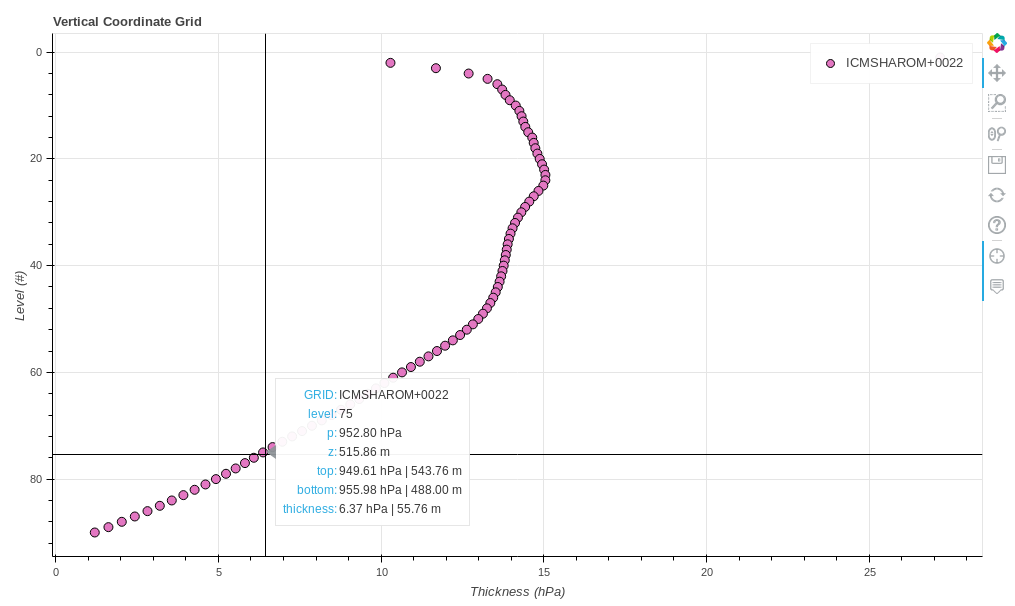 Vertical Coordinate Grid
ICMSHAROM+0022
0
20
40
60
80
Level (#)
GRID: ICMSHAROM+0022
level: 75
p: 952.80 hPa
z: 515.86 m
top: 949.61 hPa | 543.76 m
bottom: 955.98 hPa | 488.00 m
thickness: 6.37 hPa | 55.76 m
0 5 10 15 20 25
Thickness (hPa)